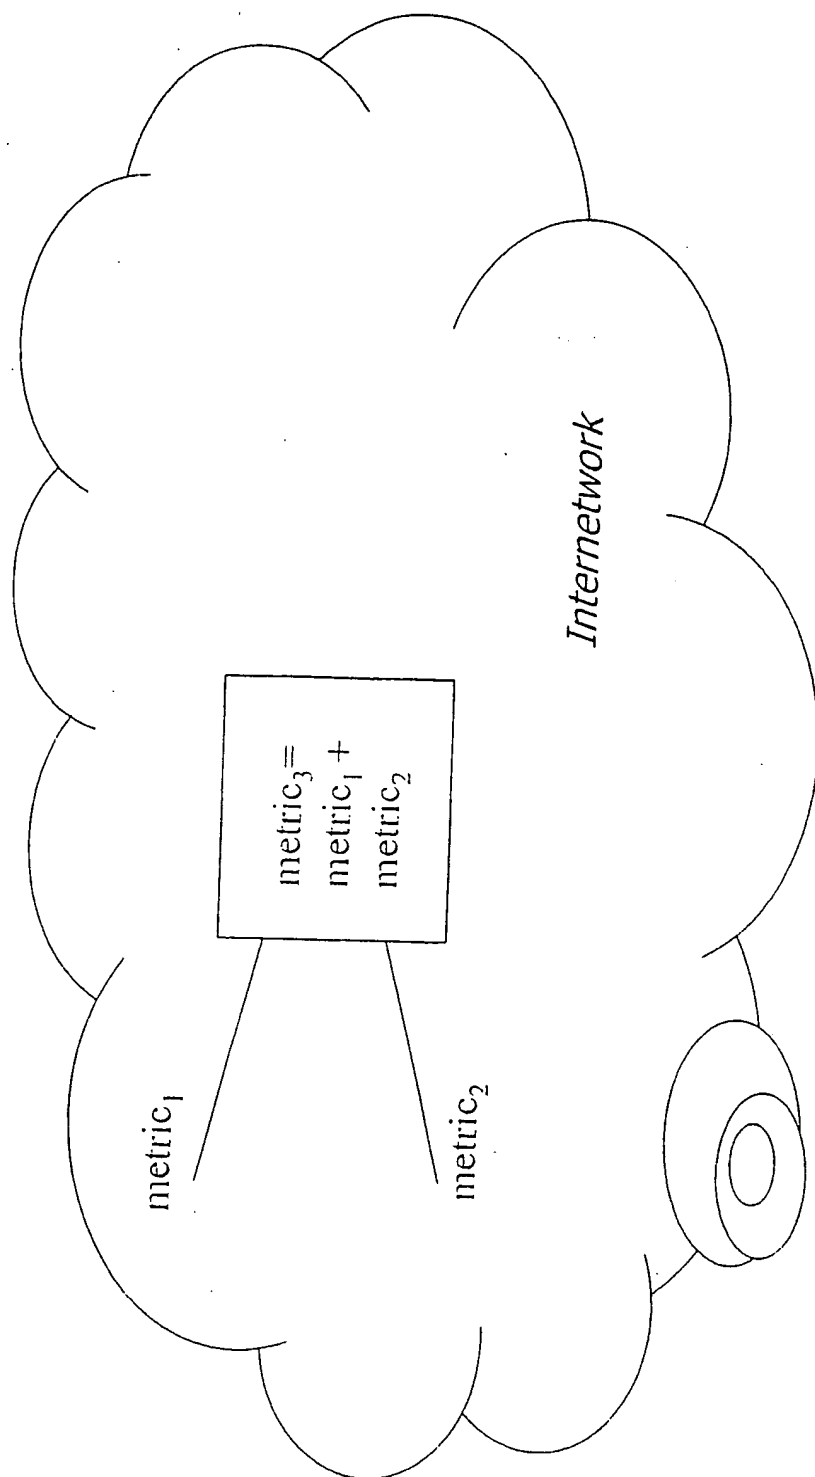 metric₁
metric₂
metric₃=
metric₁ +
metric₂
Internetwork